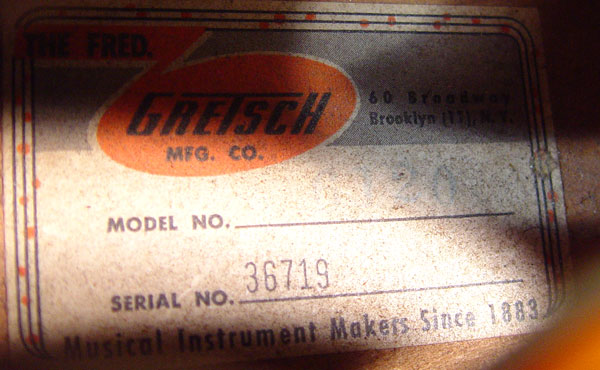 THE FRED.
GRETSCH
MFG. CO.
60 Broadway
Brooklyn (11), N. Y.
MODEL NO.
SERIAL NO. 36719
Musical Instrument Makers Since 1883